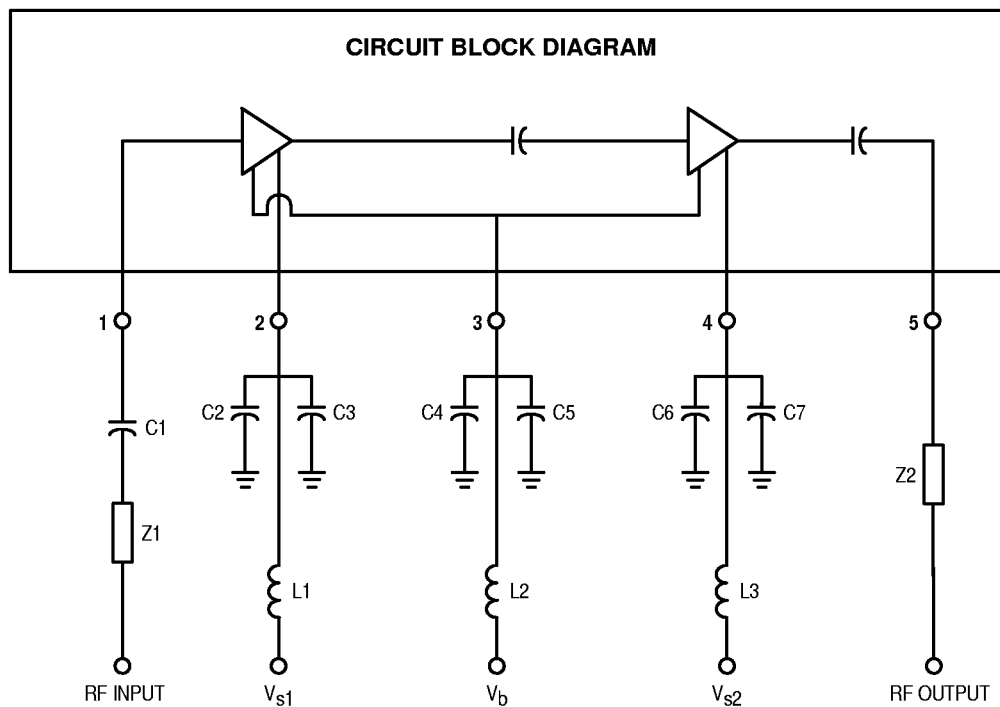 CIRCUIT BLOCK DIAGRAM
1
2
3
4
5
C1
C2
C3
C4
C5
C6
C7
Z1
Z2
L1
L2
L3
RF INPUT
Vs1
Vb
Vs2
RF OUTPUT